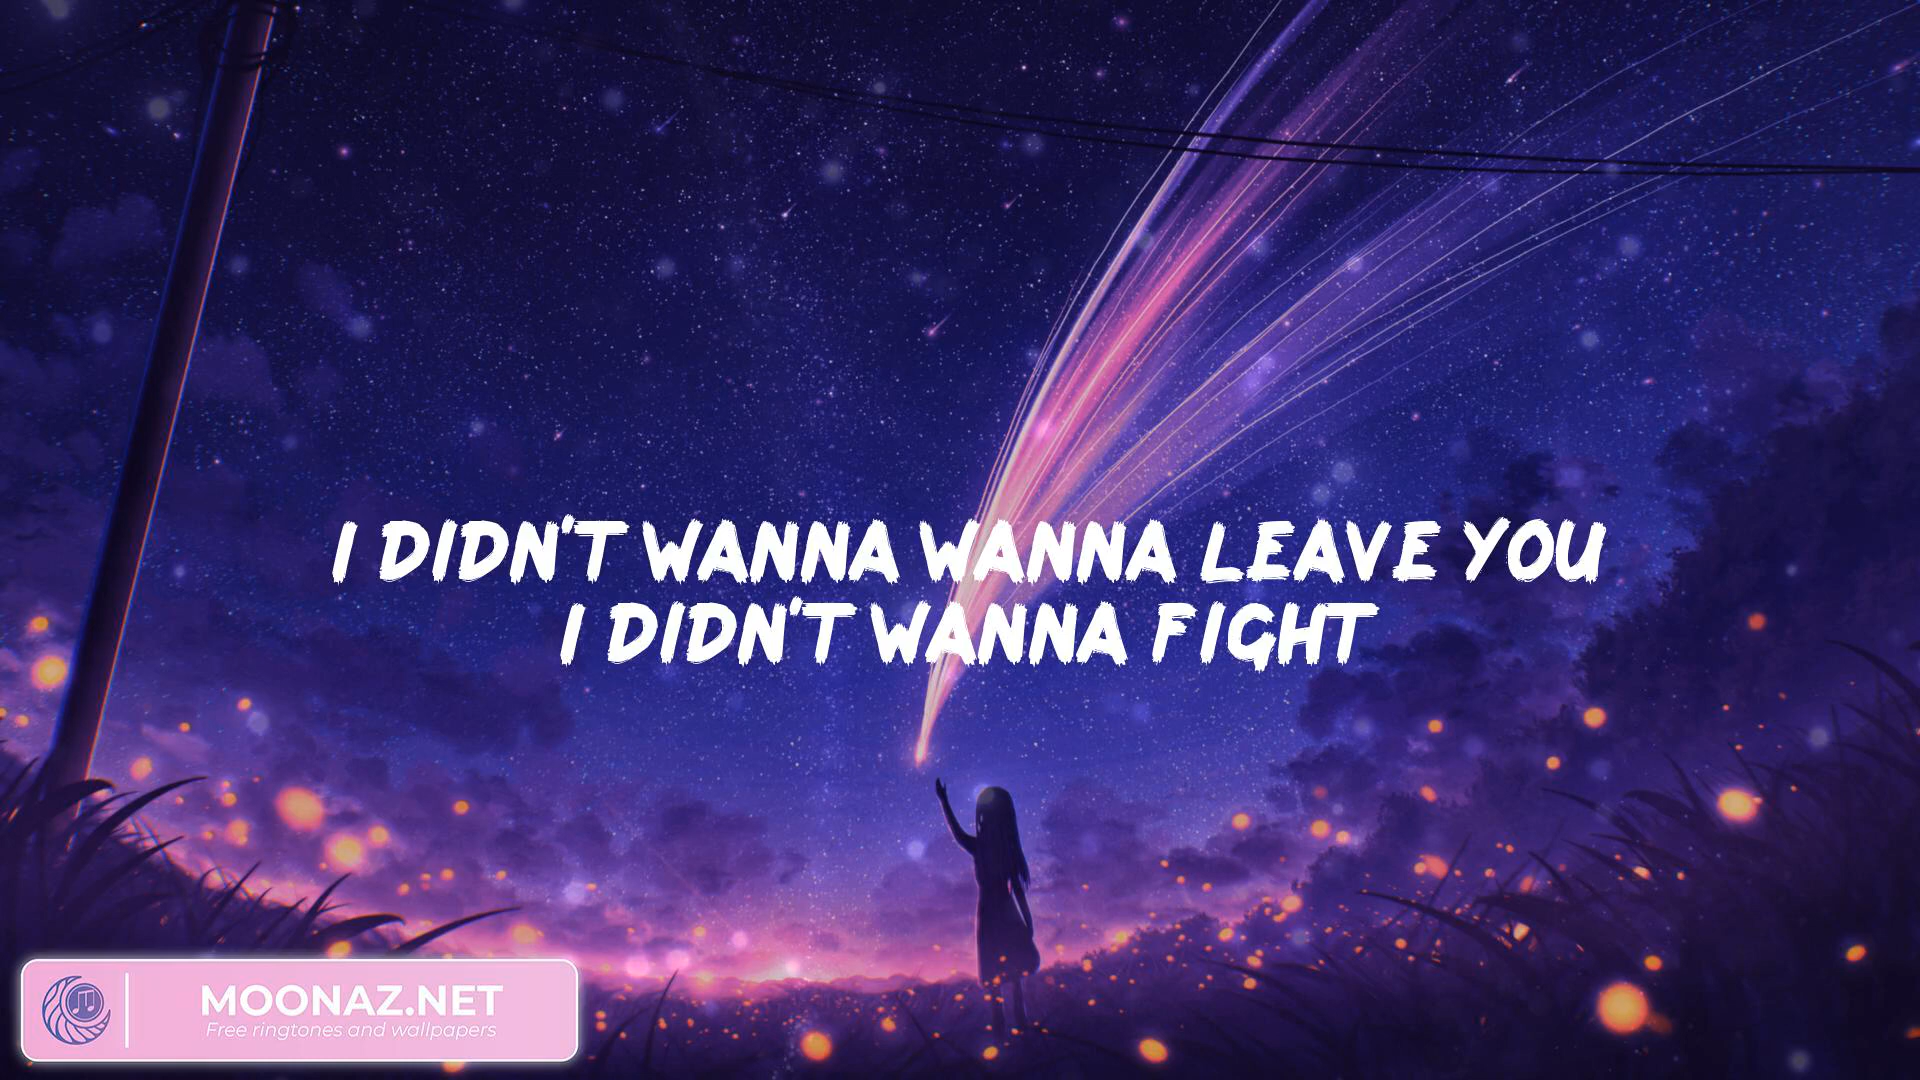 I DIDN'T WANNA WANNA LEAVE YOU
I DIDN'T WANNA FIGHT
MOONAZ.NET
Free ringtones and wallpapers